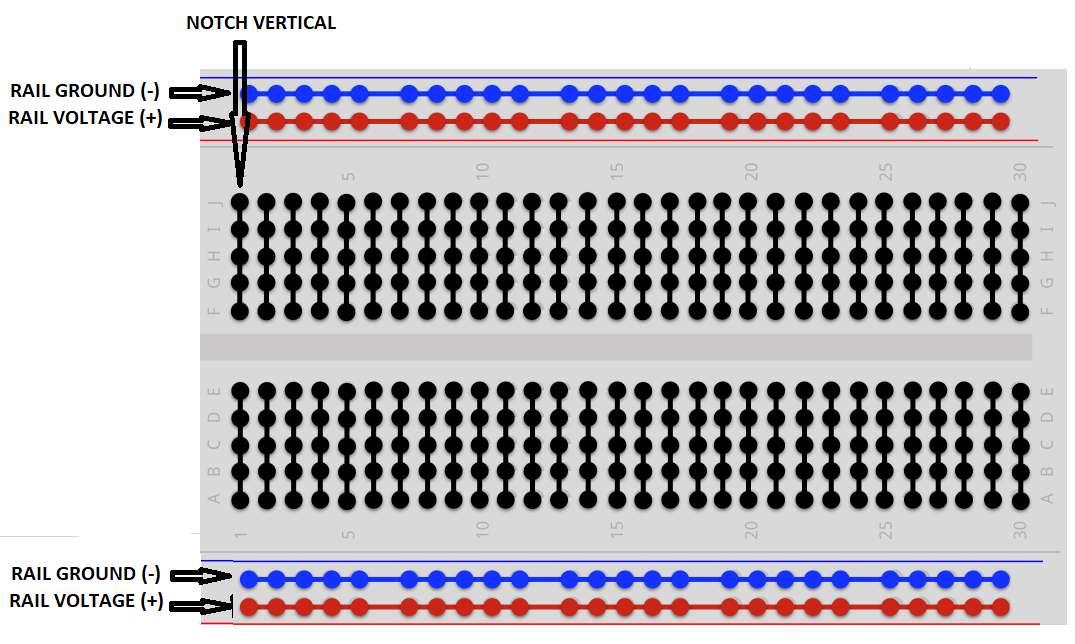 NOTCH VERTICAL
RAIL GROUND (-)
RAIL VOLTAGE (+)
5 10 15 20 25 30
J J
I I
H H
G G
F F
E E
D D
C C
B B
A A
1 5 10 15 20 25 30
RAIL GROUND (-)
RAIL VOLTAGE (+)